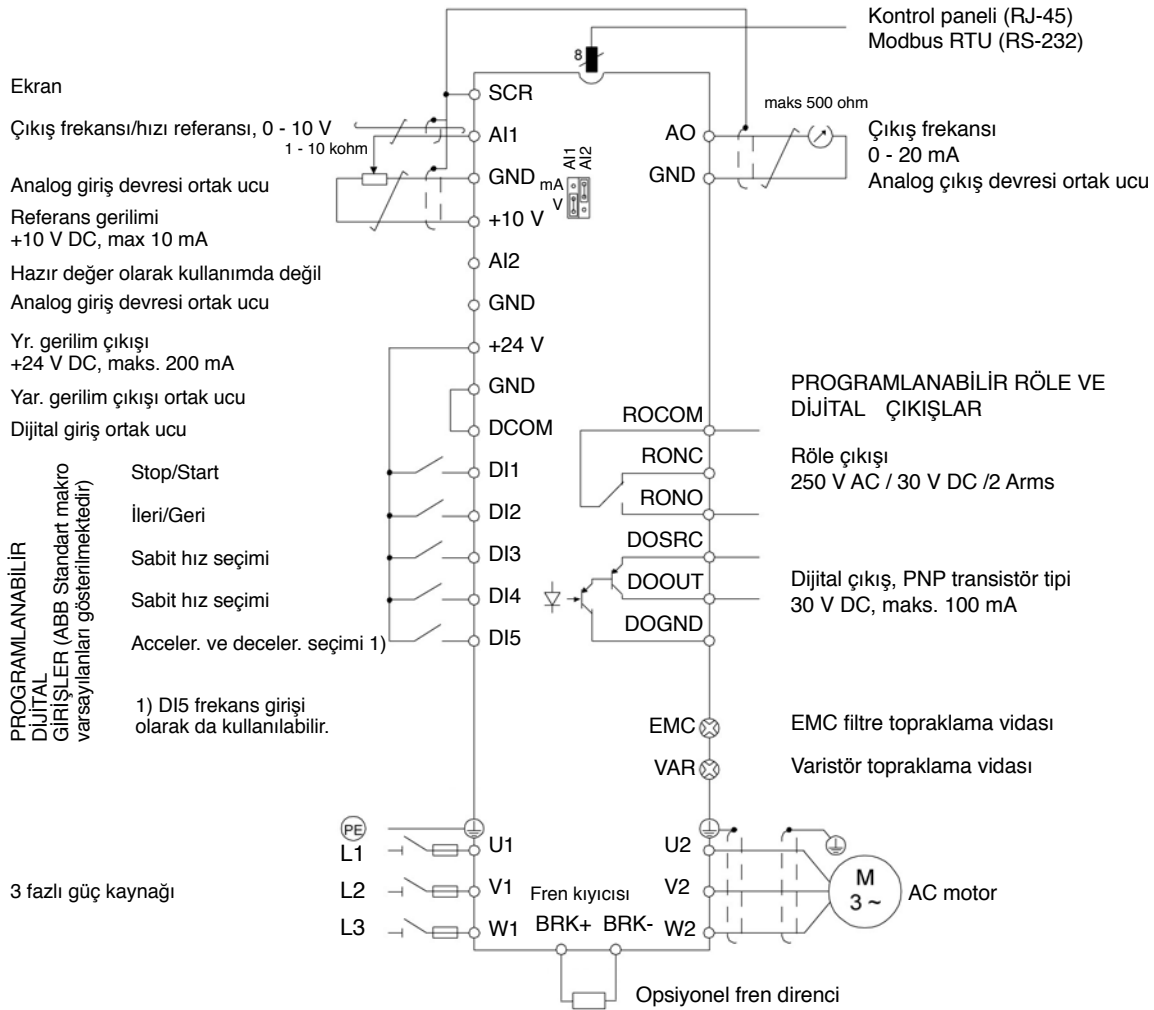 Kontrol paneli (RJ-45)
Modbus RTU (RS-232)
8
Ekran
SCR
maks 500 ohm
Çıkış frekansı/hızı referansı, 0 - 10 V
1 - 10 kohm
AI1
AO
Çıkış frekansı
0 - 20 mA
Analog çıkış devresi ortak ucu
AI1
AI2
mA
V
Analog giriş devresi ortak ucu
GND
GND
Referans gerilimi
+10 V DC, max 10 mA
+10 V
Hazır değer olarak kullanımda değil
AI2
Analog giriş devresi ortak ucu
GND
Yr. gerilim çıkışı
+24 V DC, maks. 200 mA
+24 V
Yar. gerilim çıkışı ortak ucu
GND
Dijital giriş ortak ucu
DCOM
PROGRAMLANABİLİR RÖLE VE
DİJİTAL ÇIKIŞLAR
ROCOM
RONC
RONO
Röle çıkışı
250 V AC / 30 V DC /2 Arms
DOSRC
DOOUT
DOGND
Dijital çıkış, PNP transistör tipi
30 V DC, maks. 100 mA
PROGRAMLANABİLİR
DİJİTAL
GİRİŞLER (ABB Standart makro
varsayılanları gösterilmektedir)
Stop/Start
DI1
İleri/Geri
DI2
Sabit hız seçimi
DI3
Sabit hız seçimi
DI4
Acceler. ve deceler. seçimi 1)
DI5
1) DI5 frekans girişi
olarak da kullanılabilir.
EMC
EMC filtre topraklama vidası
VAR
Varistör topraklama vidası
PE
L1
U1
U2
3 fazlı güç kaynağı
L2
V1
Fren kıyıcısı
V2
M
3 ~
AC motor
L3
W1
BRK+ BRK-
W2
Opsiyonel fren direnci